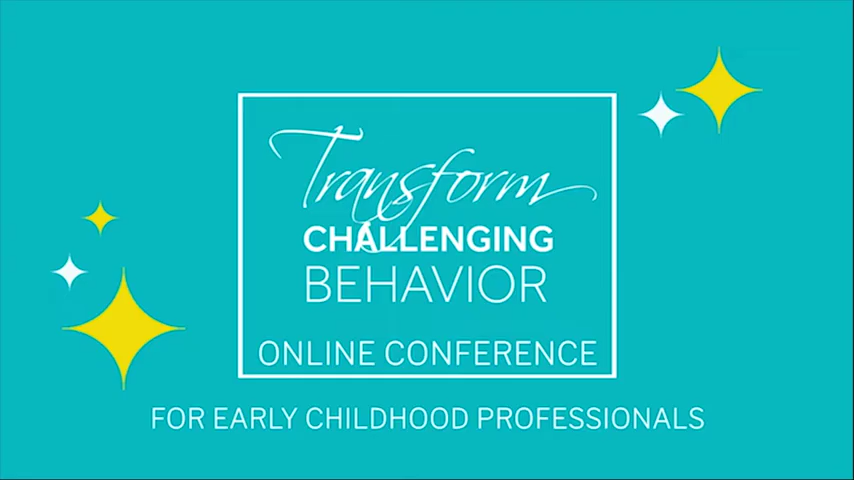 Transform
CHALLENGING
BEHAVIOR
ONLINE CONFERENCE
FOR EARLY CHILDHOOD PROFESSIONALS